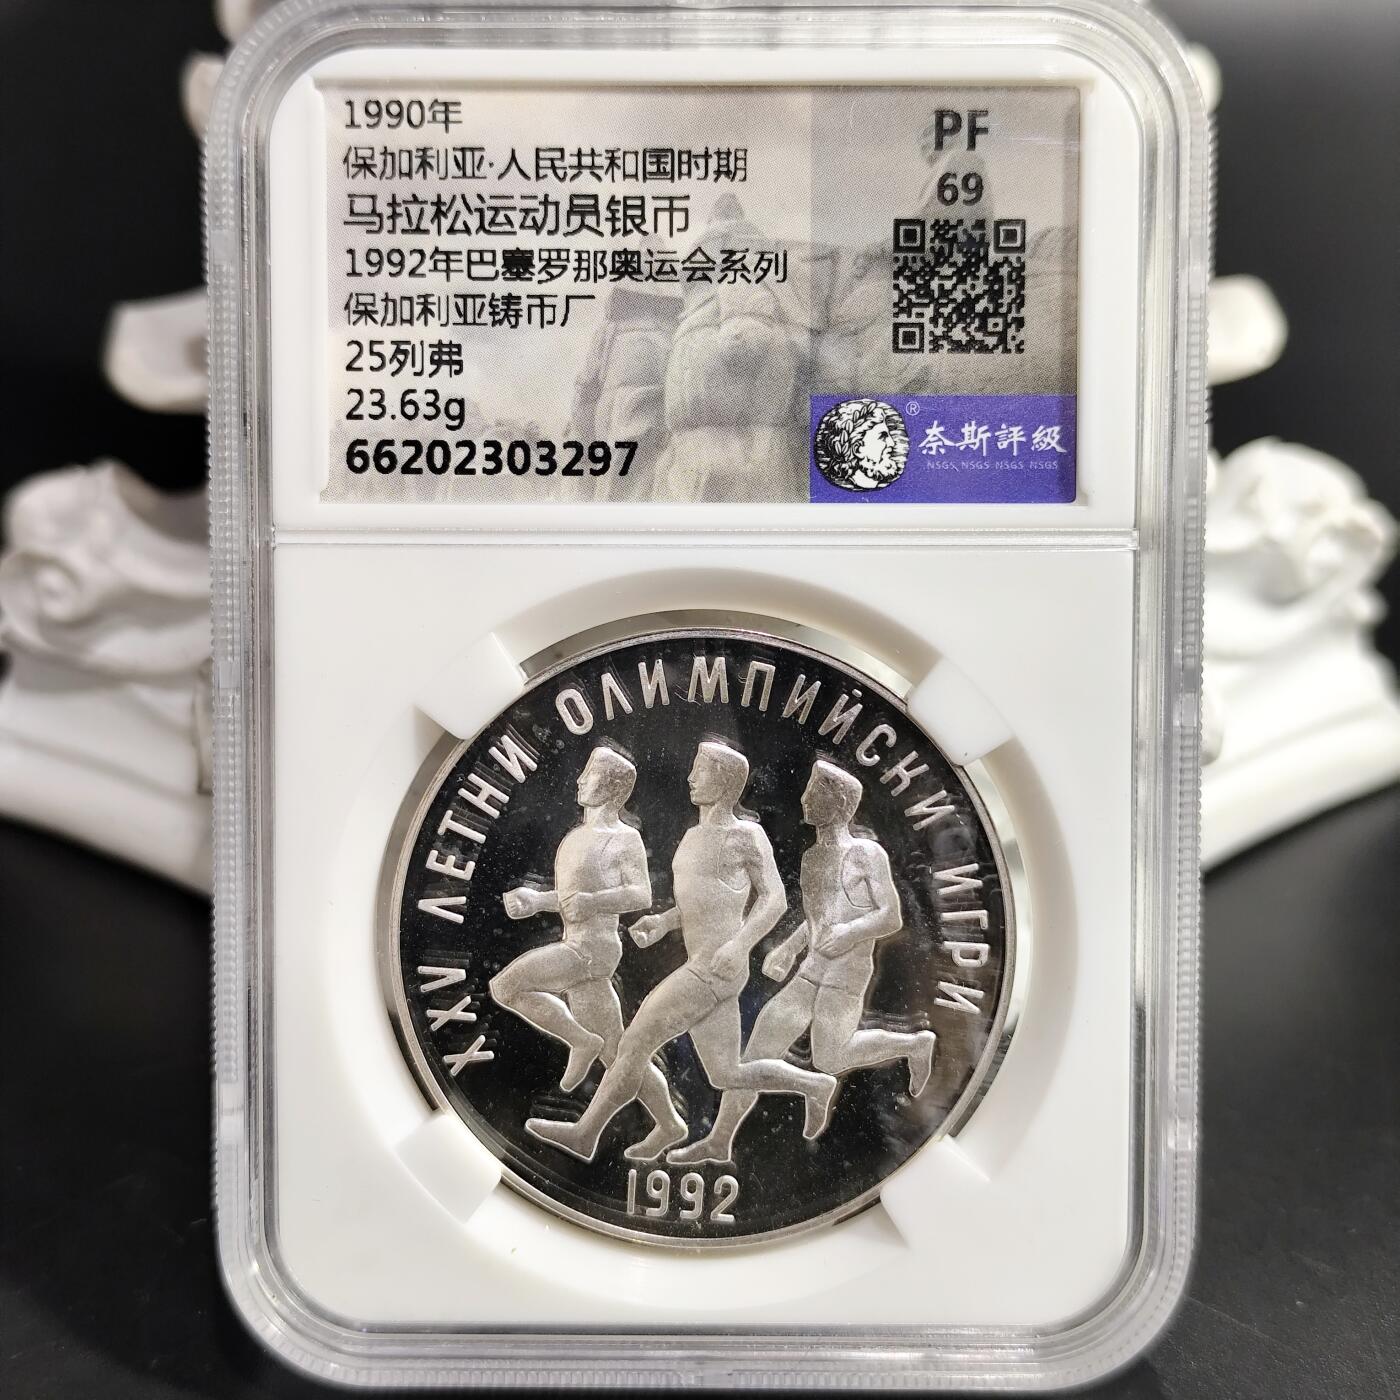 1990年
保加利亚·人民共和国时期
马拉松运动员银币
1992年巴塞罗那奥运会系列
保加利亚铸币厂
25列弗
23.63g
66202303297
PF
69
®
奈斯評級
NSGS NSGS NSGS NSGS
XXV ЛЕТНИ ОЛИМПИЙСКИ ИГРИ
1992